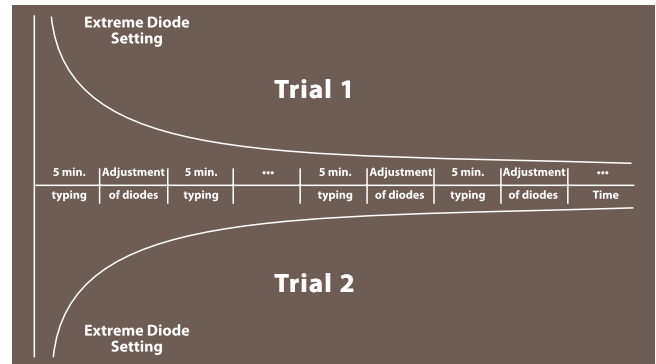 Extreme Diode
Setting
Trial 1
5 min. Adjustment 5 min. ... 5 min. Adjustment 5 min. Adjustment ...
typing of diodes typing typing of diodes typing of diodes Time
Trial 2
Extreme Diode
Setting